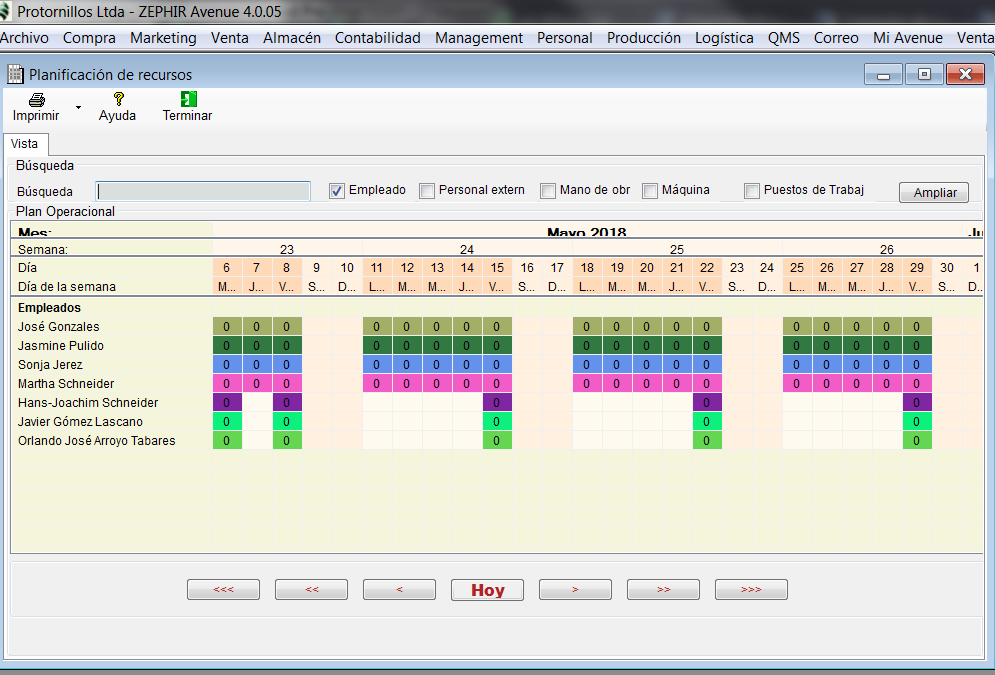 Protornillos Ltda - ZEPHIR Avenue 4.0.05
Archivo Compra Marketing Venta Almacén Contabilidad Management Personal Producción Logística QMS Correo Mi Avenue Venta
Planificación de recursos
Imprimir Ayuda Terminar
Vista
Búsqueda
Búsqueda Empleado Personal extern Mano de obr Máquina Puestos de Trabaj Ampliar
Plan Operacional
Mes: Mayo 2018 Ju
Semana: 23 24 25 26
Día 6 7 8 9 10 11 12 13 14 15 16 17 18 19 20 21 22 23 24 25 26 27 28 29 30 1
Día de la semana M... J... V... S... D... L... M... M... J... V... S... D... L... M... M... J... V... S... D... L... M... M... J... V... S... D...
Empleados
José Gonzales 0 0 0 0 0 0 0 0 0 0 0 0 0 0 0 0 0 0
Jasmine Pulido 0 0 0 0 0 0 0 0 0 0 0 0 0 0 0 0 0 0
Sonja Jerez 0 0 0 0 0 0 0 0 0 0 0 0 0 0 0 0 0 0
Martha Schneider 0 0 0 0 0 0 0 0 0 0 0 0 0 0 0 0 0 0
Hans-Joachim Schneider 0 0 0 0 0
Javier Gómez Lascano 0 0 0 0 0
Orlando José Arroyo Tabares 0 0 0 0 0
<<< << < Hoy > >> >>>